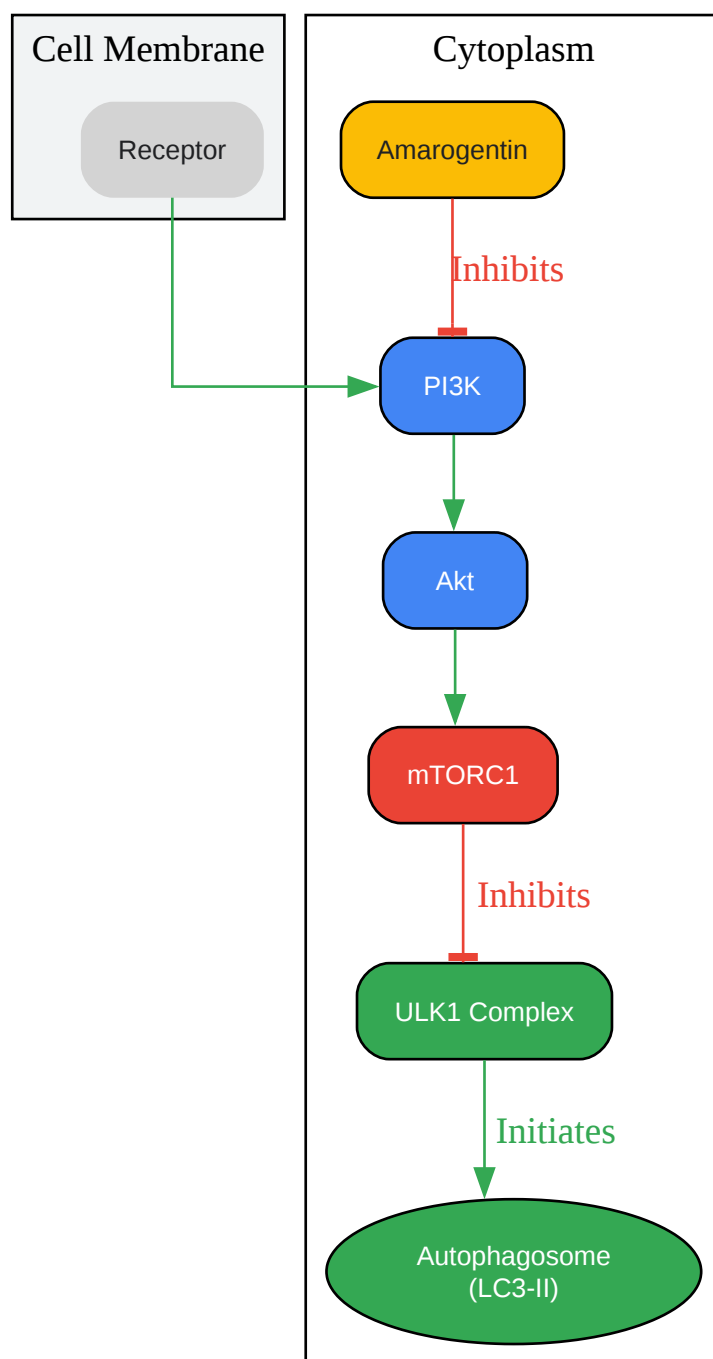 Cell Membrane
Cytoplasm
Receptor
Amarogentin
Inhibits
PI3K
Akt
mTORC1
Inhibits
ULK1 Complex
Initiates
Autophagosome
(LC3-II)